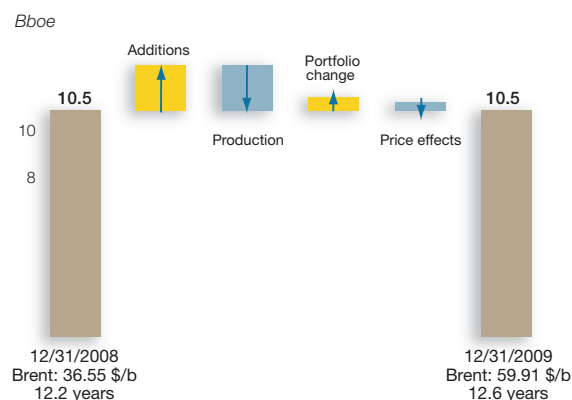 Bboe
Additions
Portfolio
change
10.5
10.5
10
Production
Price effects
8
12/31/2008
Brent: 36.55 $/b
12.2 years
12/31/2009
Brent: 59.91 $/b
12.6 years